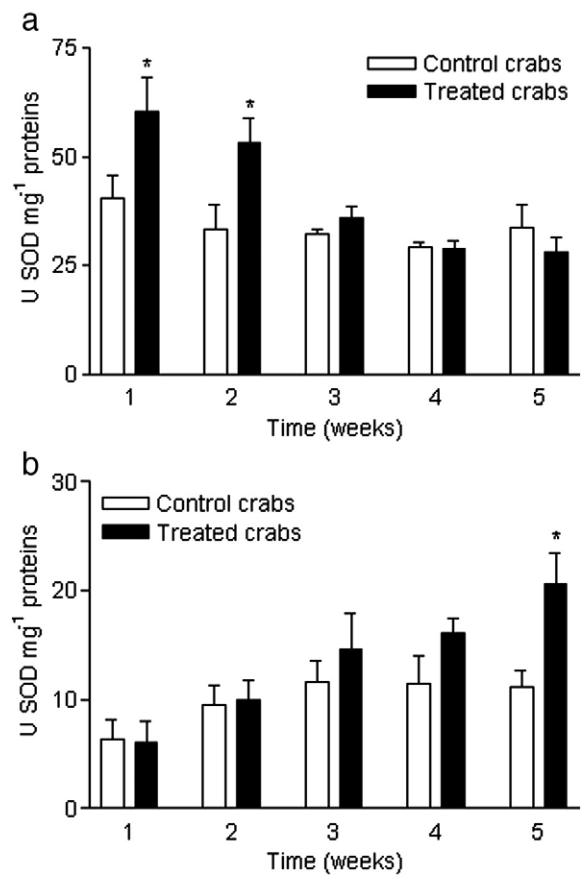 a
75
50
25
0
U SOD mg⁻¹ proteins
Control crabs
Treated crabs
*
*
1 2 3 4 5
Time (weeks)
b
30
20
10
0
U SOD mg⁻¹ proteins
Control crabs
Treated crabs
*
1 2 3 4 5
Time (weeks)